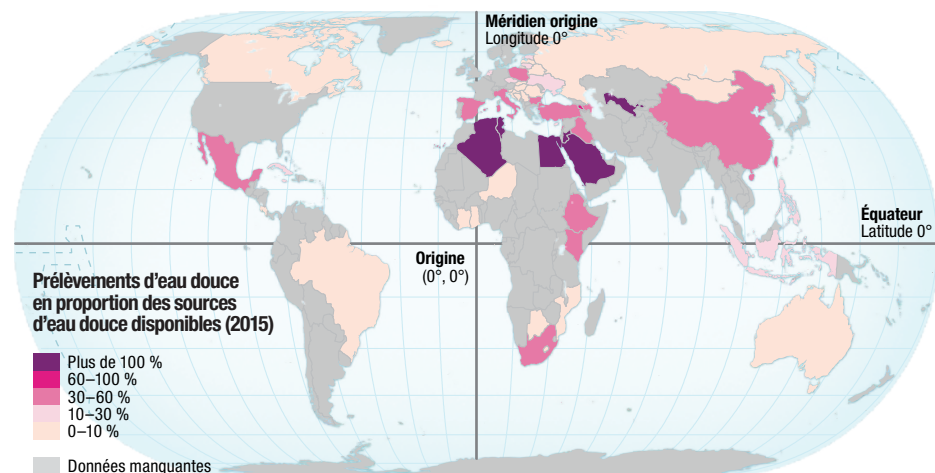 Méridien origine
Longitude 0°
Équateur
Latitude 0°
Origine
(0°, 0°)
Prélèvements d'eau douce
en proportion des sources
d'eau douce disponibles (2015)
Plus de 100 %
60–100 %
30–60 %
10–30 %
0–10 %
Données manquantes